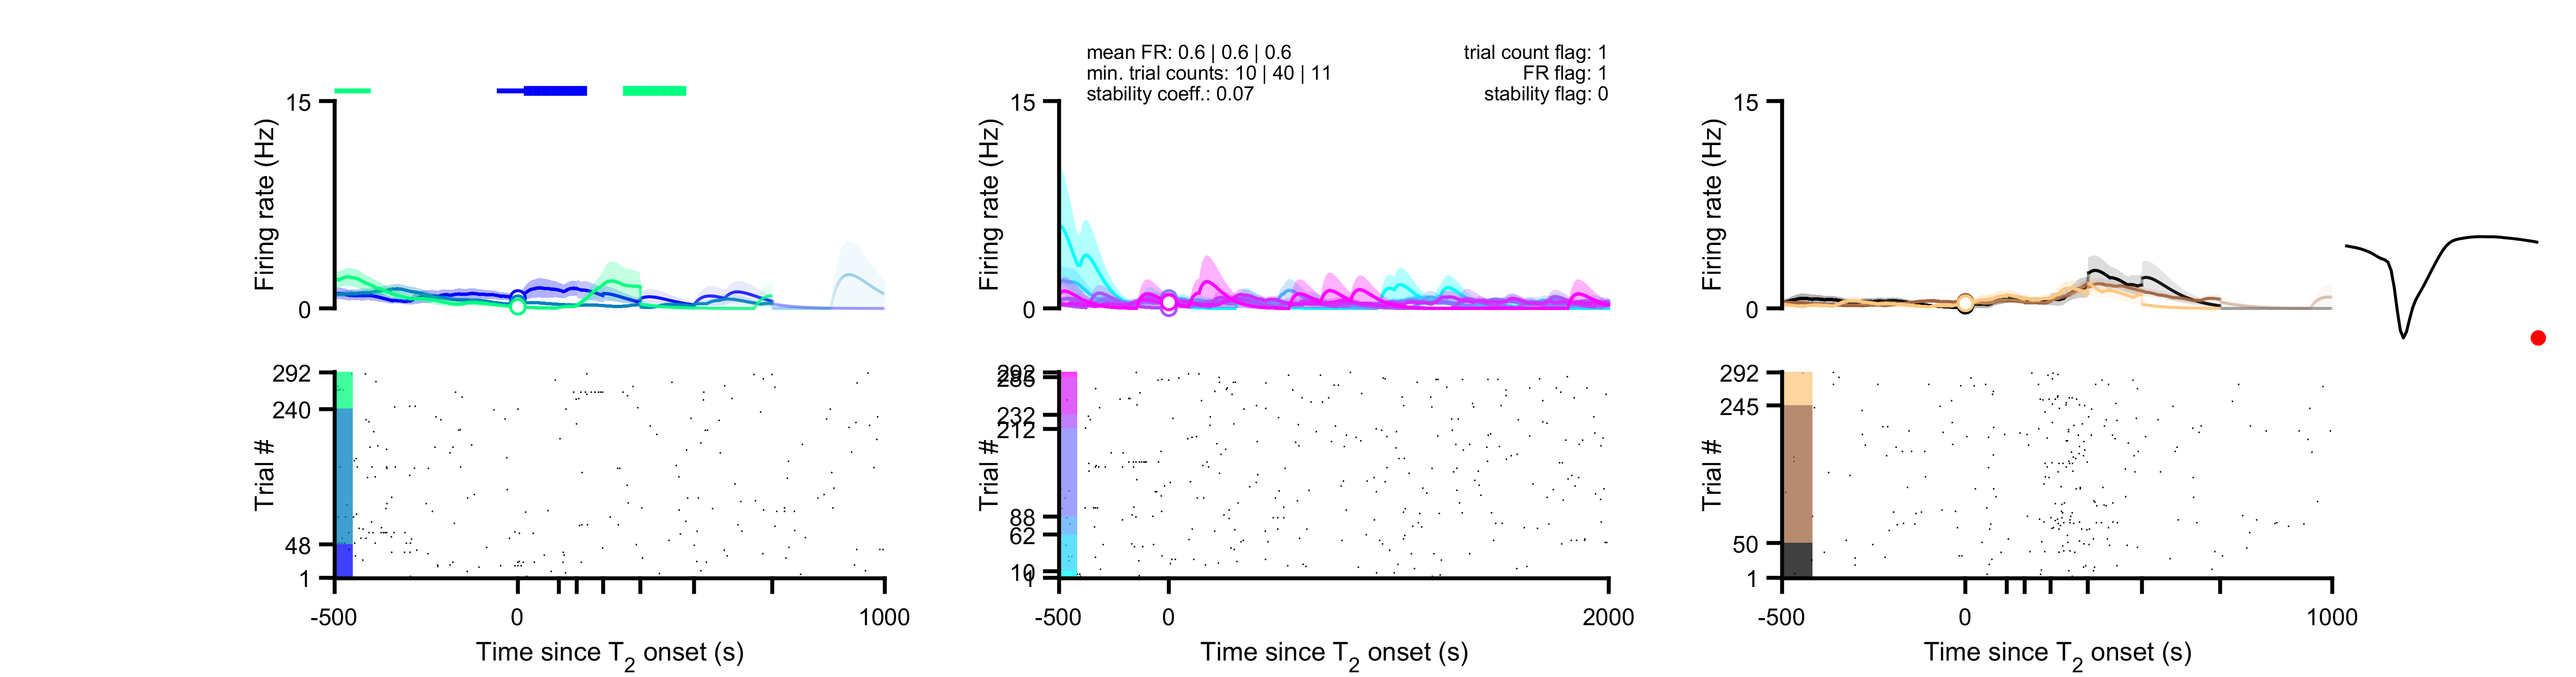 mean FR: 0.6 | 0.6 | 0.6
min. trial counts: 10 | 40 | 11
stability coeff.: 0.07
trial count flag: 1
FR flag: 1
stability flag: 0
15
0
Firing rate (Hz)
292
240
48
1
Trial #
-500
0
1000
Time since T2 onset (s)
15
0
Firing rate (Hz)
232
212
88
62
10
Trial #
-500
0
2000
Time since T2 onset (s)
15
0
Firing rate (Hz)
292
245
50
1
Trial #
-500
0
1000
Time since T2 onset (s)